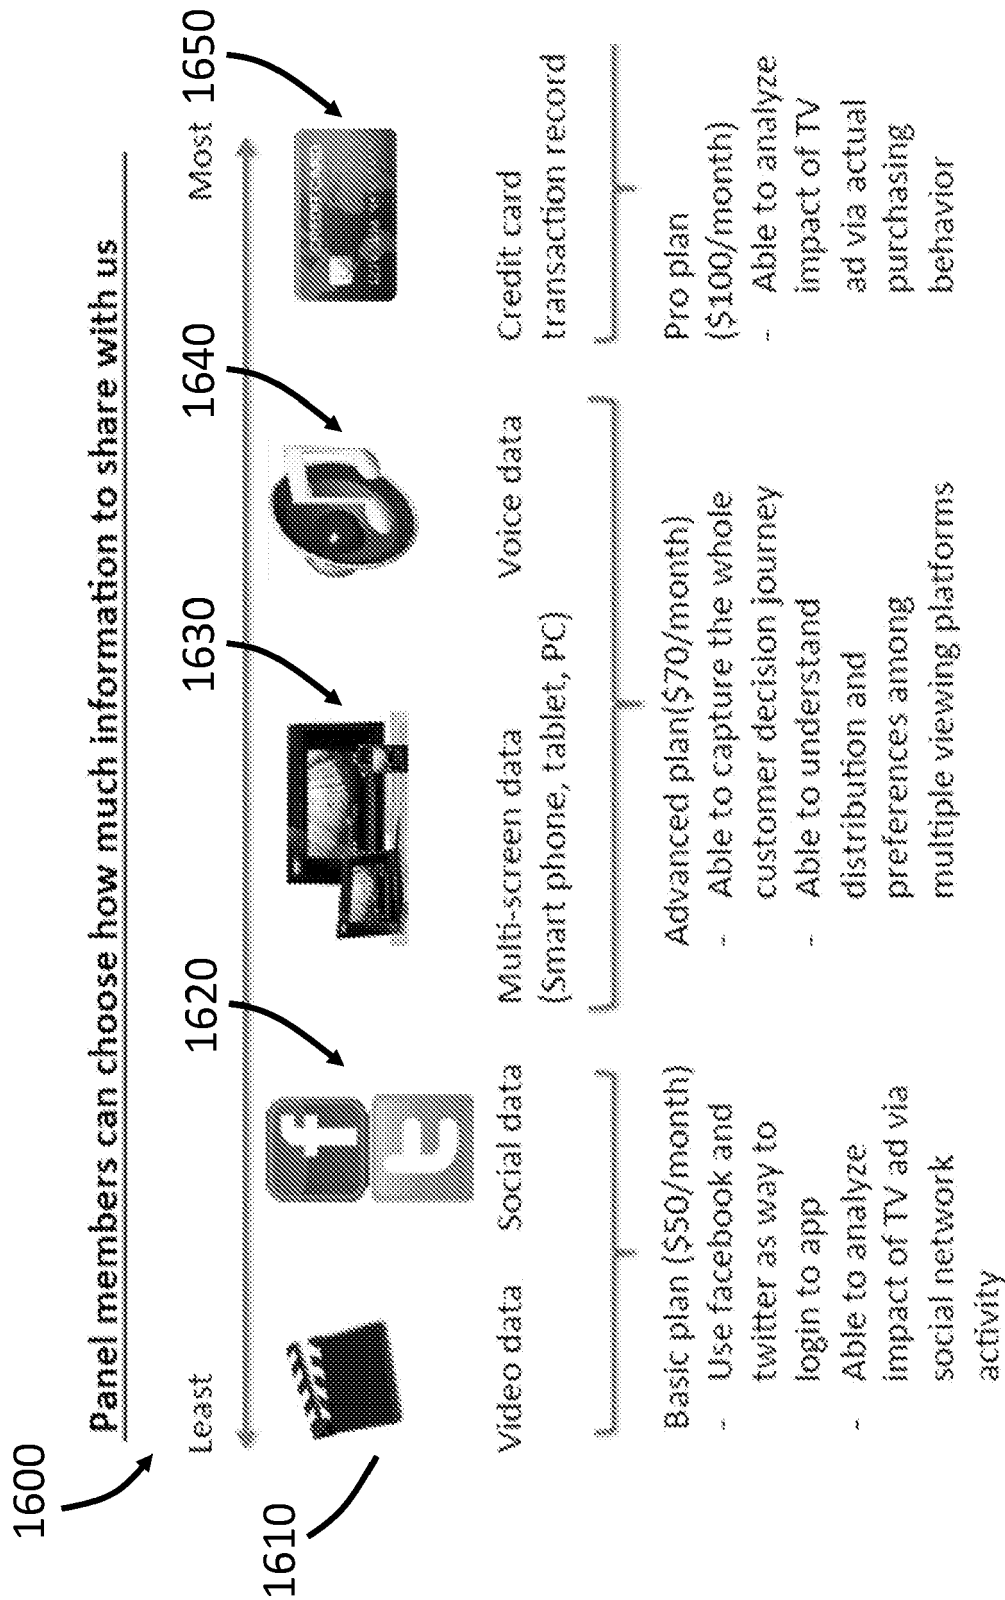 1600
Panel members can choose how much information to share with us
Least
Most
1610
1620
1630
1640
1650
f
t
Video data
Social data
Multi-screen data
(Smart phone, tablet, PC)
Voice data
Credit card
transaction record
Basic plan ($50/month)
- Use facebook and
twitter as way to
login to app
- Able to analyze
impact of TV ad via
social network
activity
Advanced plan($70/month)
- Able to capture the whole
customer decision journey
- Able to understand
distribution and
preferences among
multiple viewing platforms
Pro plan
($100/month)
- Able to analyze
impact of TV
ad via actual
purchasing
behavior